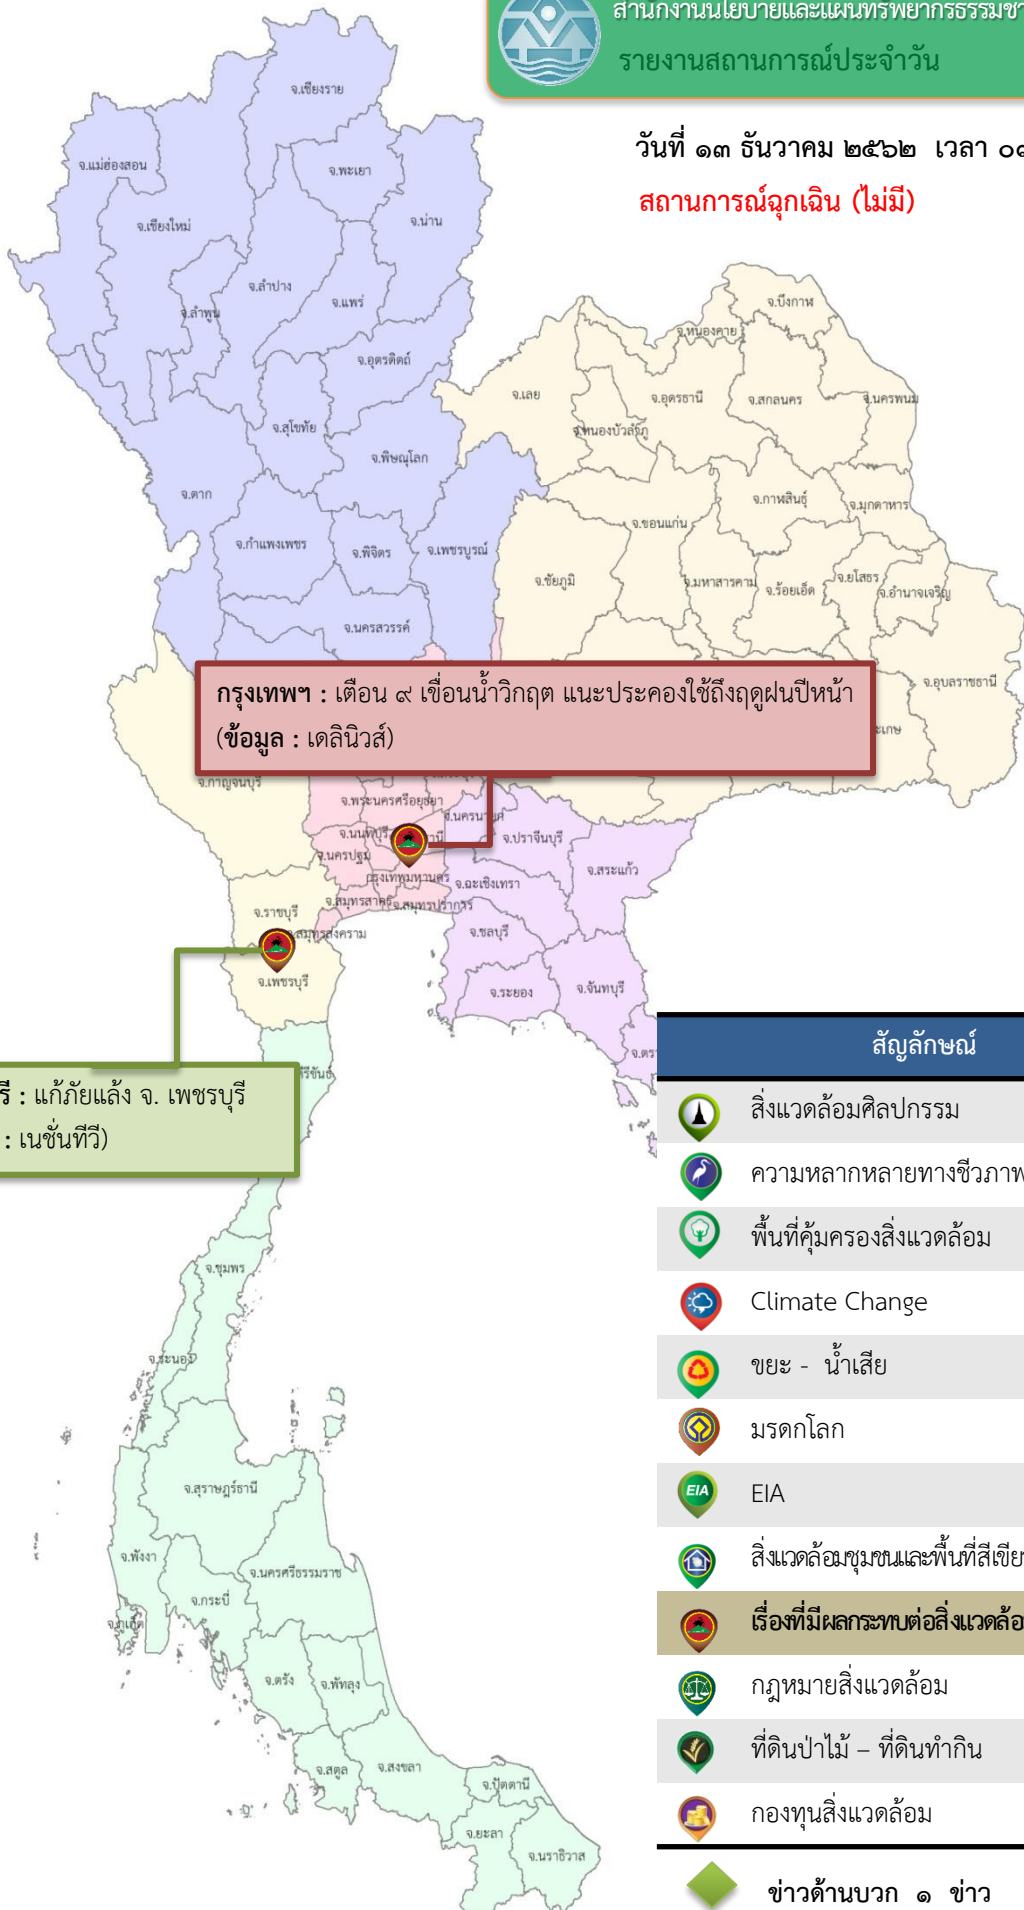 สำนักงานนโยบายและแผนทรัพยากรธรรมชา
รายงานสถานการณ์ประจำวัน
วันที่ ๑๓ ธันวาคม ๒๕๖๒ เวลา
สถานการณ์ฉุกเฉิน (ไม่มี)
จ.เชียงราย
จ.แม่ฮ่องสอน
จ.พะเยา
จ.เชียงใหม่
จ.น่าน
จ.ลำปาง
จ.แพร่
จ.ลำพูน
จ.อุตรดิตถ์
จ.บึงกาฬ
จ.หนองคาย
จ.เลย
จ.อุดรธานี
จ.สกลนคร
จ.นครพนม
จ.สุโขทัย
จ.หนองบัวลำภู
จ.พิษณุโลก
จ.ตาก
จ.กาฬสินธุ์
จ.มุกดาหาร
จ.ขอนแก่น
จ.กำแพงเพชร
จ.พิจิตร
จ.เพชรบูรณ์
จ.ชัยภูมิ
จ.มหาสารคาม
จ.ร้อยเอ็ด
จ.ยโสธร
จ.อำนาจเจริญ
จ.นครสวรรค์
จ.อุบลราชธานี
กรุงเทพฯ : เตือน ๙ เขื่อนน้ำวิกฤต แนะประคองใช้ถึงฤดูฝนปีหน้า
(ข้อมูล : เดลินิวส์)
ะเกษ
จ.กาญจนบุรี
จ.พระนครศรีอยุธยา
จ.นครนายก
จ.นนทบุรี
านี
จ.ปราจีนบุรี
จ.นครปฐม
จ.สระแก้ว
กรุงเทพมหานคร
จ.ฉะเชิงเทรา
จ.สมุทรสาคร
จ.สมุทรปราการ
จ.ราชบุรี
จ.สมุทรสงคราม
จ.ชลบุรี
จ.เพชรบุรี
จ.ระยอง
จ.จันทบุรี
จ.ตรา
รี : แก้ภัยแล้ง จ. เพชรบุรี
: เนชั่นทีวี)
ีรีขันธ์
จ.ชุมพร
จ.ระนอง
จ.สุราษฎร์ธานี
จ.พังงา
จ.นครศรีธรรมราช
จ.กระบี่
จ.ภูเก็ต
จ.ตรัง
จ.พัทลุง
จ.สตูล
จ.สงขลา
จ.ปัตตานี
จ.ยะลา
จ.นราธิวาส
สัญลักษณ์
สิ่งแวดล้อมศิลปกรรม
ความหลากหลายทางชีวภาพ
พื้นที่คุ้มครองสิ่งแวดล้อม
Climate Change
ขยะ - น้ำเสีย
มรดกโลก
EIA EIA
สิ่งแวดล้อมชุมชนและพื้นที่สีเขีย
เรื่องที่มีผลกระทบต่อสิ่งแวดล้อ
กฎหมายสิ่งแวดล้อม
ที่ดินป่าไม้ – ที่ดินทำกิน
กองทุนสิ่งแวดล้อม
ข่าวด้านบวก ๑ ข่าว